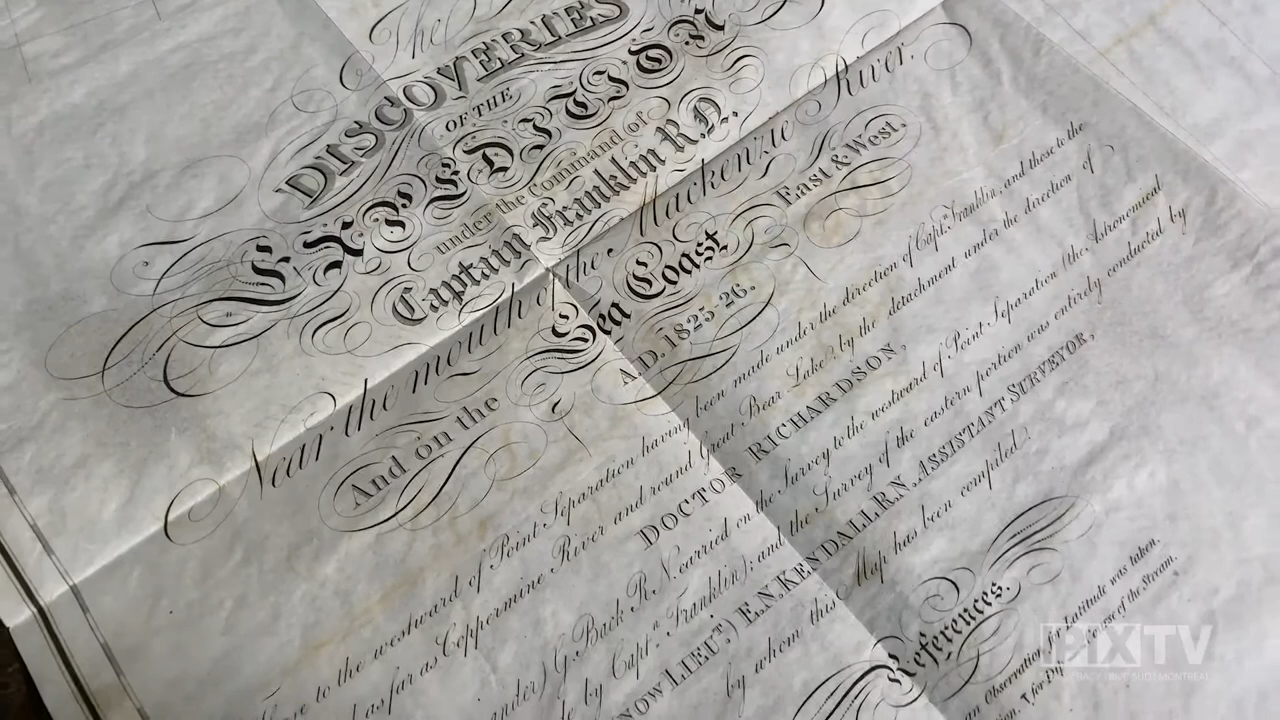 The
DISCOVERIES
OF THE
EXPEDITION
under the Command of
Captain Franklin R.N.
Near the mouth of the Mackenzie River.
And on the Sea Coast East & West.
A.D. 1825-26.
to the westward of Point Separation having been made under the direction of Captn. Franklin, and those to the
as far as Coppermine River and round Great Bear Lake, by the detachment under the direction of
DOCTOR RICHARDSON,
G. Back R.N. carried on the Survey to the westward of Point Separation (the Astronomical
by Captn. Franklin); and the Survey of the eastern portion was entirely conducted by
NOW LIEUT.) E.N. KENDALL R.N. ASSISTANT SURVEYOR,
by whom this Map has been compiled.
References.
an Observation for Latitude was taken.
Course of the Stream.
PIXTV
MONTREAL